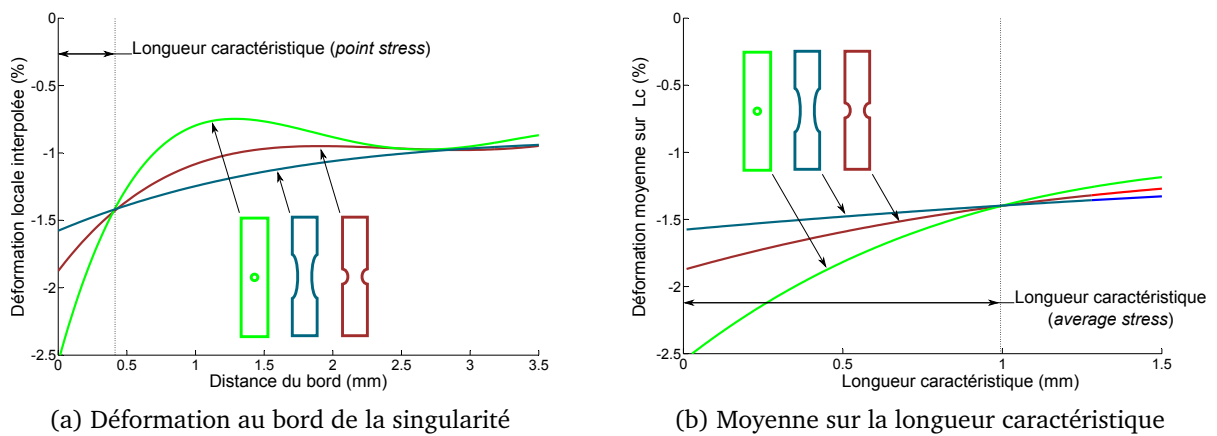 0
-0.5
-1
-1.5
-2
-2.5
0
0.5
1
1.5
2
2.5
3
3.5
Déformation locale interpolée (%)
Distance du bord (mm)
Longueur caractéristique (point stress)
(a) Déformation au bord de la singularité
0
-0.5
-1
-1.5
-2
-2.5
0
0.5
1
1.5
Déformation moyenne sur Lc (%)
Longueur caractéristique (mm)
Longueur caractéristique
(average stress)
(b) Moyenne sur la longueur caractéristique